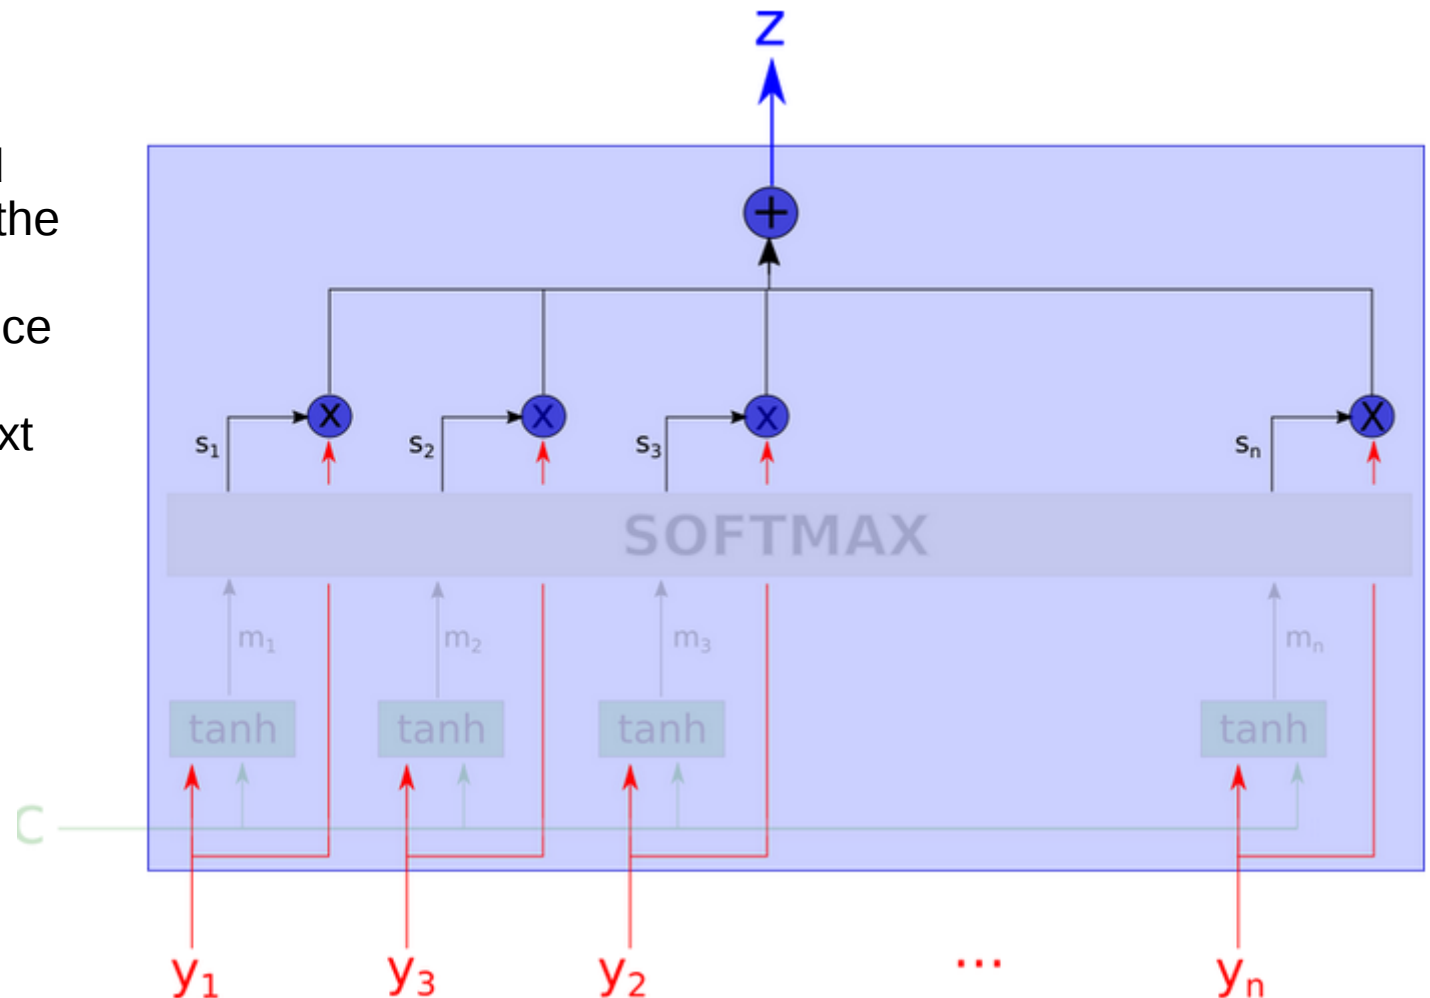 z
the
+
ce
x x x X
xt
s1 s2 s3 sn
SOFTMAX
m1 m2 m3 mn
tanh tanh tanh tanh
c
y1 y3 y2 ... yn